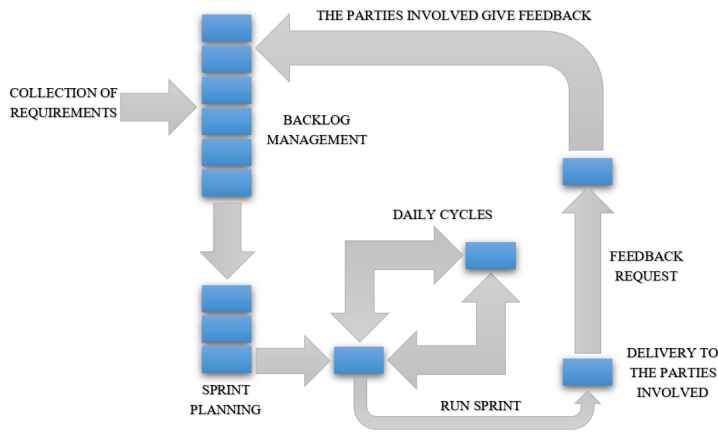 THE PARTIES INVOLVED GIVE FEEDBACK
COLLECTION OF
REQUIREMENTS
BACKLOG
MANAGEMENT
DAILY CYCLES
FEEDBACK
REQUEST
DELIVERY TO
THE PARTIES
INVOLVED
SPRINT
PLANNING
RUN SPRINT